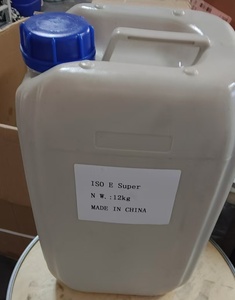 ISO E Super
N W.:12kg
MADE IN CHINA